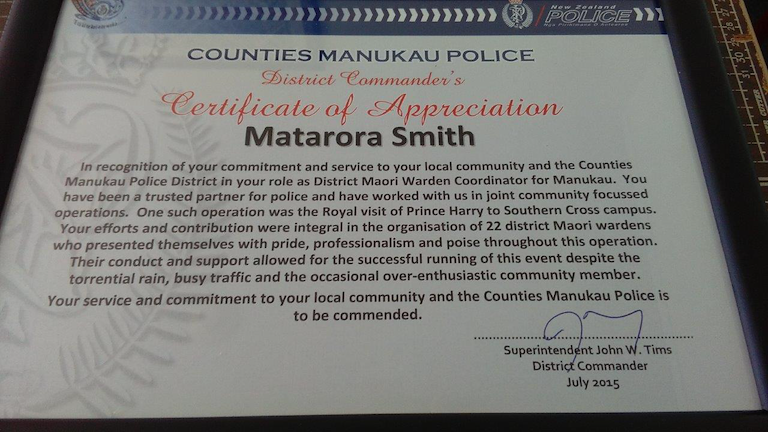 New Zealand
POLICE
Ngā Pirihimana O Aotearoa
COUNTIES MANUKAU POLICE
District Commander's
Certificate of Appreciation
Matarora Smith
In recognition of your commitment and service to your local community and the Counties
Manukau Police District in your role as District Maori Warden Coordinator for Manukau. You
have been a trusted partner for police and have worked with us in joint community focussed
operations. One such operation was the Royal visit of Prince Harry to Southern Cross campus.
Your efforts and contribution were integral in the organisation of 22 district Maori wardens
who presented themselves with pride, professionalism and poise throughout this operation.
Their conduct and support allowed for the successful running of this event despite the
torrential rain, busy traffic and the occasional over-enthusiastic community member.
Your service and commitment to your local community and the Counties Manukau Police is
to be commended.
Superintendent John W. Tims
District Commander
July 2015